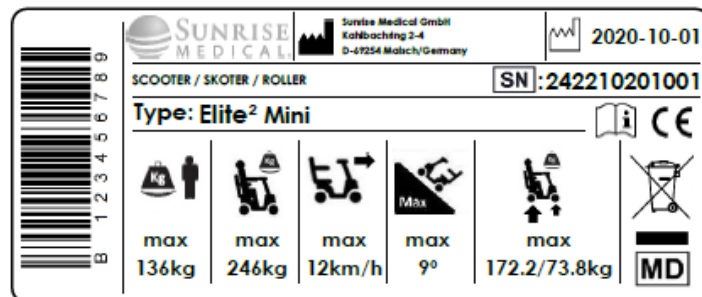 B 1 2 3 4 5 6 7 8 9
SUNRISE
MEDICAL.
Sunrise Medical GmbH
Kahlbachring 2-4
D-69254 Malsch/Germany
2020-10-01
SCOOTER / SKOTER / ROLLER
SN :242210201001
Type: Elite² Mini
i CE
Kg
Kg
Max
Kg
max max max max max
136kg 246kg 12km/h 9º 172.2/73.8kg
MD